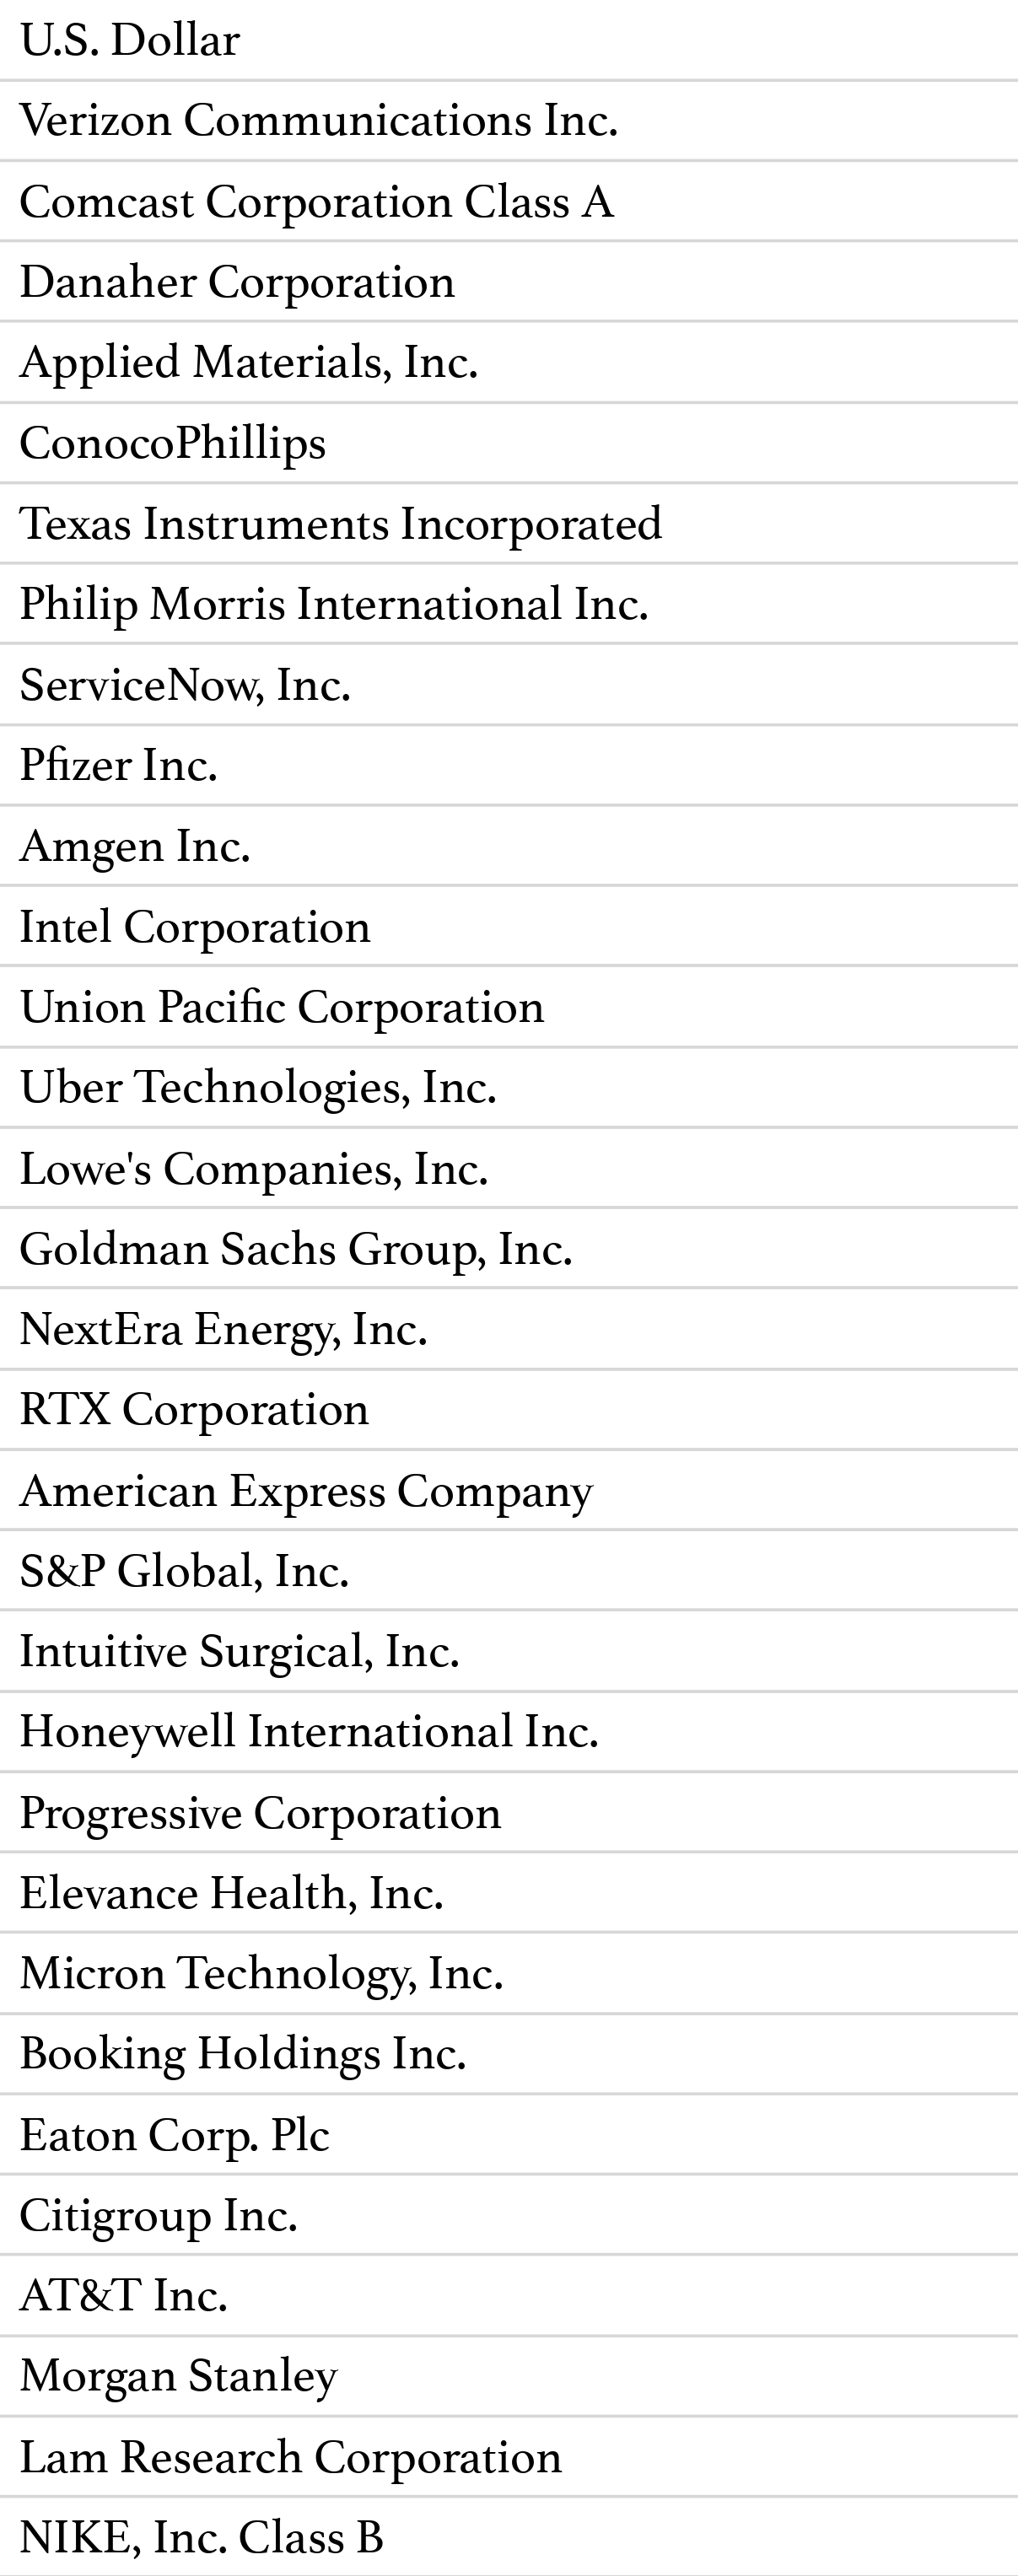 U.S. Dollar
Verizon Communications Inc.
Comcast Corporation Class A
Danaher Corporation
Applied Materials, Inc.
ConocoPhillips
Texas Instruments Incorporated
Philip Morris International Inc.
ServiceNow, Inc.
Pfizer Inc.
Amgen Inc.
Intel Corporation
Union Pacific Corporation
Uber Technologies, Inc.
Lowe's Companies, Inc.
Goldman Sachs Group, Inc.
NextEra Energy, Inc.
RTX Corporation
American Express Company
S&P Global, Inc.
Intuitive Surgical, Inc.
Honeywell International Inc.
Progressive Corporation
Elevance Health, Inc.
Micron Technology, Inc.
Booking Holdings Inc.
Eaton Corp. Plc
Citigroup Inc.
AT&T Inc.
Morgan Stanley
Lam Research Corporation
NIKE, Inc. Class B